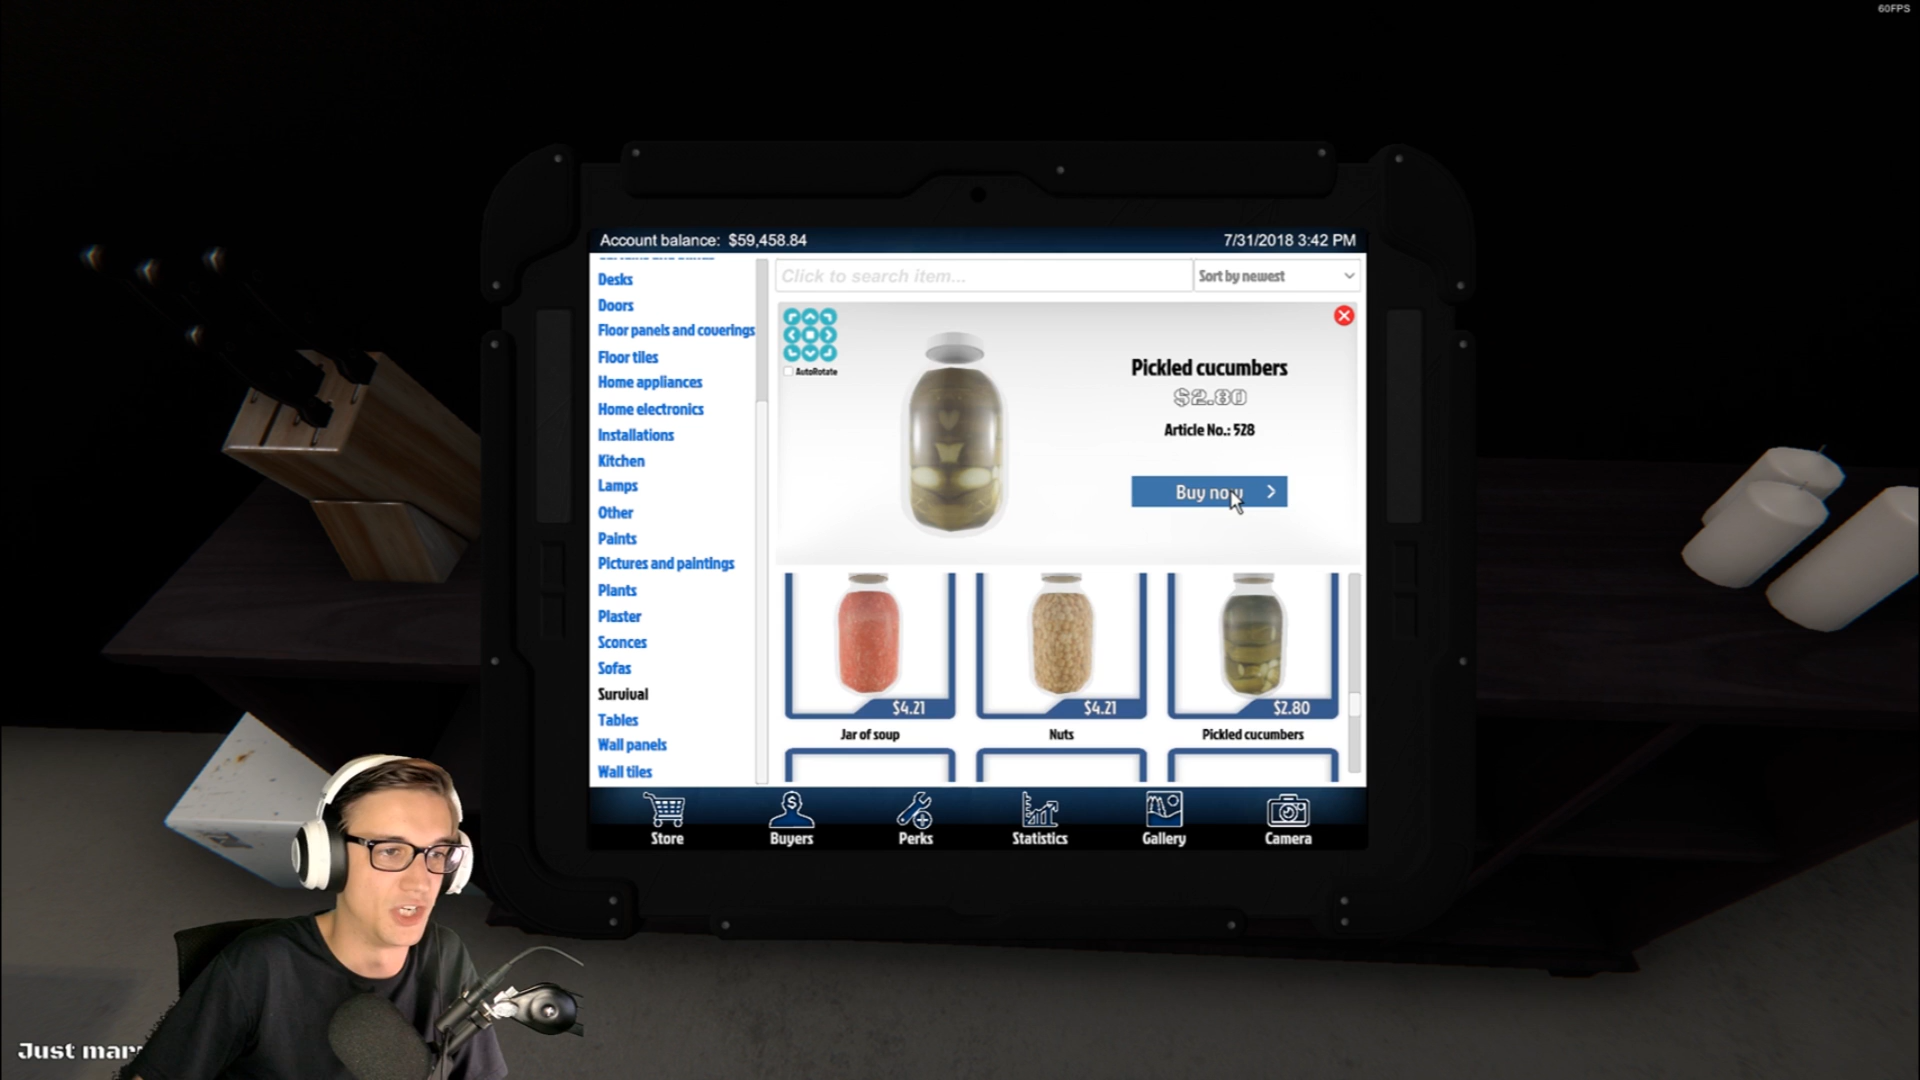 60FPS
Account balance: $59,458.84
7/31/2018 3:42 PM
Desks
Doors
Floor panels and coverings
Floor tiles
Home appliances
Home electronics
Installations
Kitchen
Lamps
Other
Paints
Pictures and paintings
Plants
Plaster
Sconces
Sofas
Survival
Tables
Wall panels
Wall tiles
Click to search item...
Sort by newest
AutoRotate
Pickled cucumbers
$2.80
Article No.: 528
Buy now
$4.21
$4.21
$2.80
Jar of soup
Nuts
Pickled cucumbers
Store
Buyers
Perks
Statistics
Gallery
Camera
Just